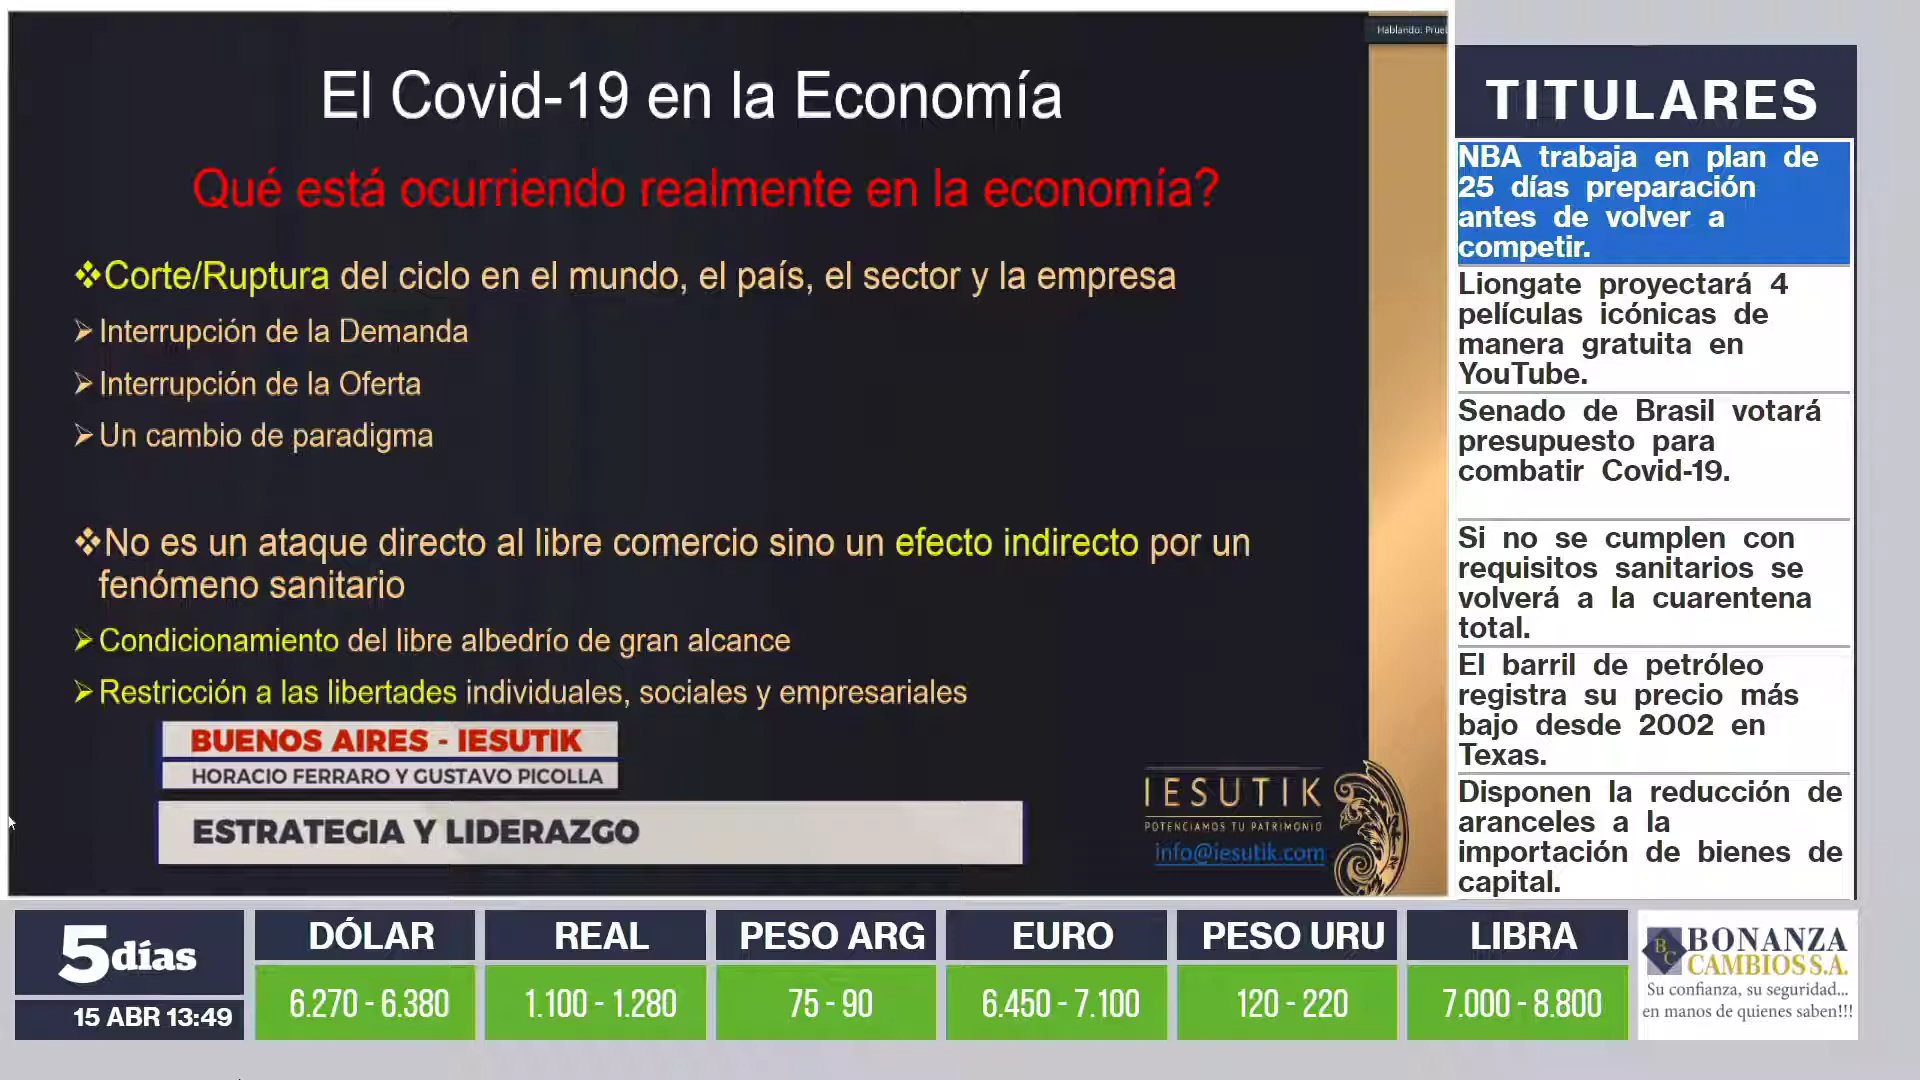 Hablando:
El Covid-19 en la Economía
Qué está ocurriendo realmente en la economía?
❖Corte/Ruptura del ciclo en el mundo, el país, el sector y la empresa
➢Interrupción de la Demanda
➢Interrupción de la Oferta
➢Un cambio de paradigma
❖No es un ataque directo al libre comercio sino un efecto indirecto por un
fenómeno sanitario
➢Condicionamiento del libre albedrío de gran alcance
➢Restricción a las libertades individuales, sociales y empresariales
BUENOS AIRES - IESUTIK
HORACIO FERRARO Y GUSTAVO PICOLLA
ESTRATEGIA Y LIDERAZGO
IESUTIK
POTENCIAMOS TU PATRIMONIO
info@iesutik.com
TITULARES
NBA trabaja en plan de
25 días preparación
antes de volver a
competir.
Liongate proyectará 4
películas icónicas de
manera gratuita en
YouTube.
Senado de Brasil votará
presupuesto para
combatir Covid-19.
Si no se cumplen con
requisitos sanitarios se
volverá a la cuarentena
total.
El barril de petróleo
registra su precio más
bajo desde 2002 en
Texas.
Disponen la reducción de
aranceles a la
importación de bienes de
capital.
5días
15 ABR 13:49
DÓLAR
6.270 - 6.380
REAL
1.100 - 1.280
PESO ARG
75 - 90
EURO
6.450 - 7.100
PESO URU
120 - 220
LIBRA
7.000 - 8.800
BC
BONANZA
CAMBIOS S.A.
Su confianza, su seguridad...
en manos de quienes saben!!!